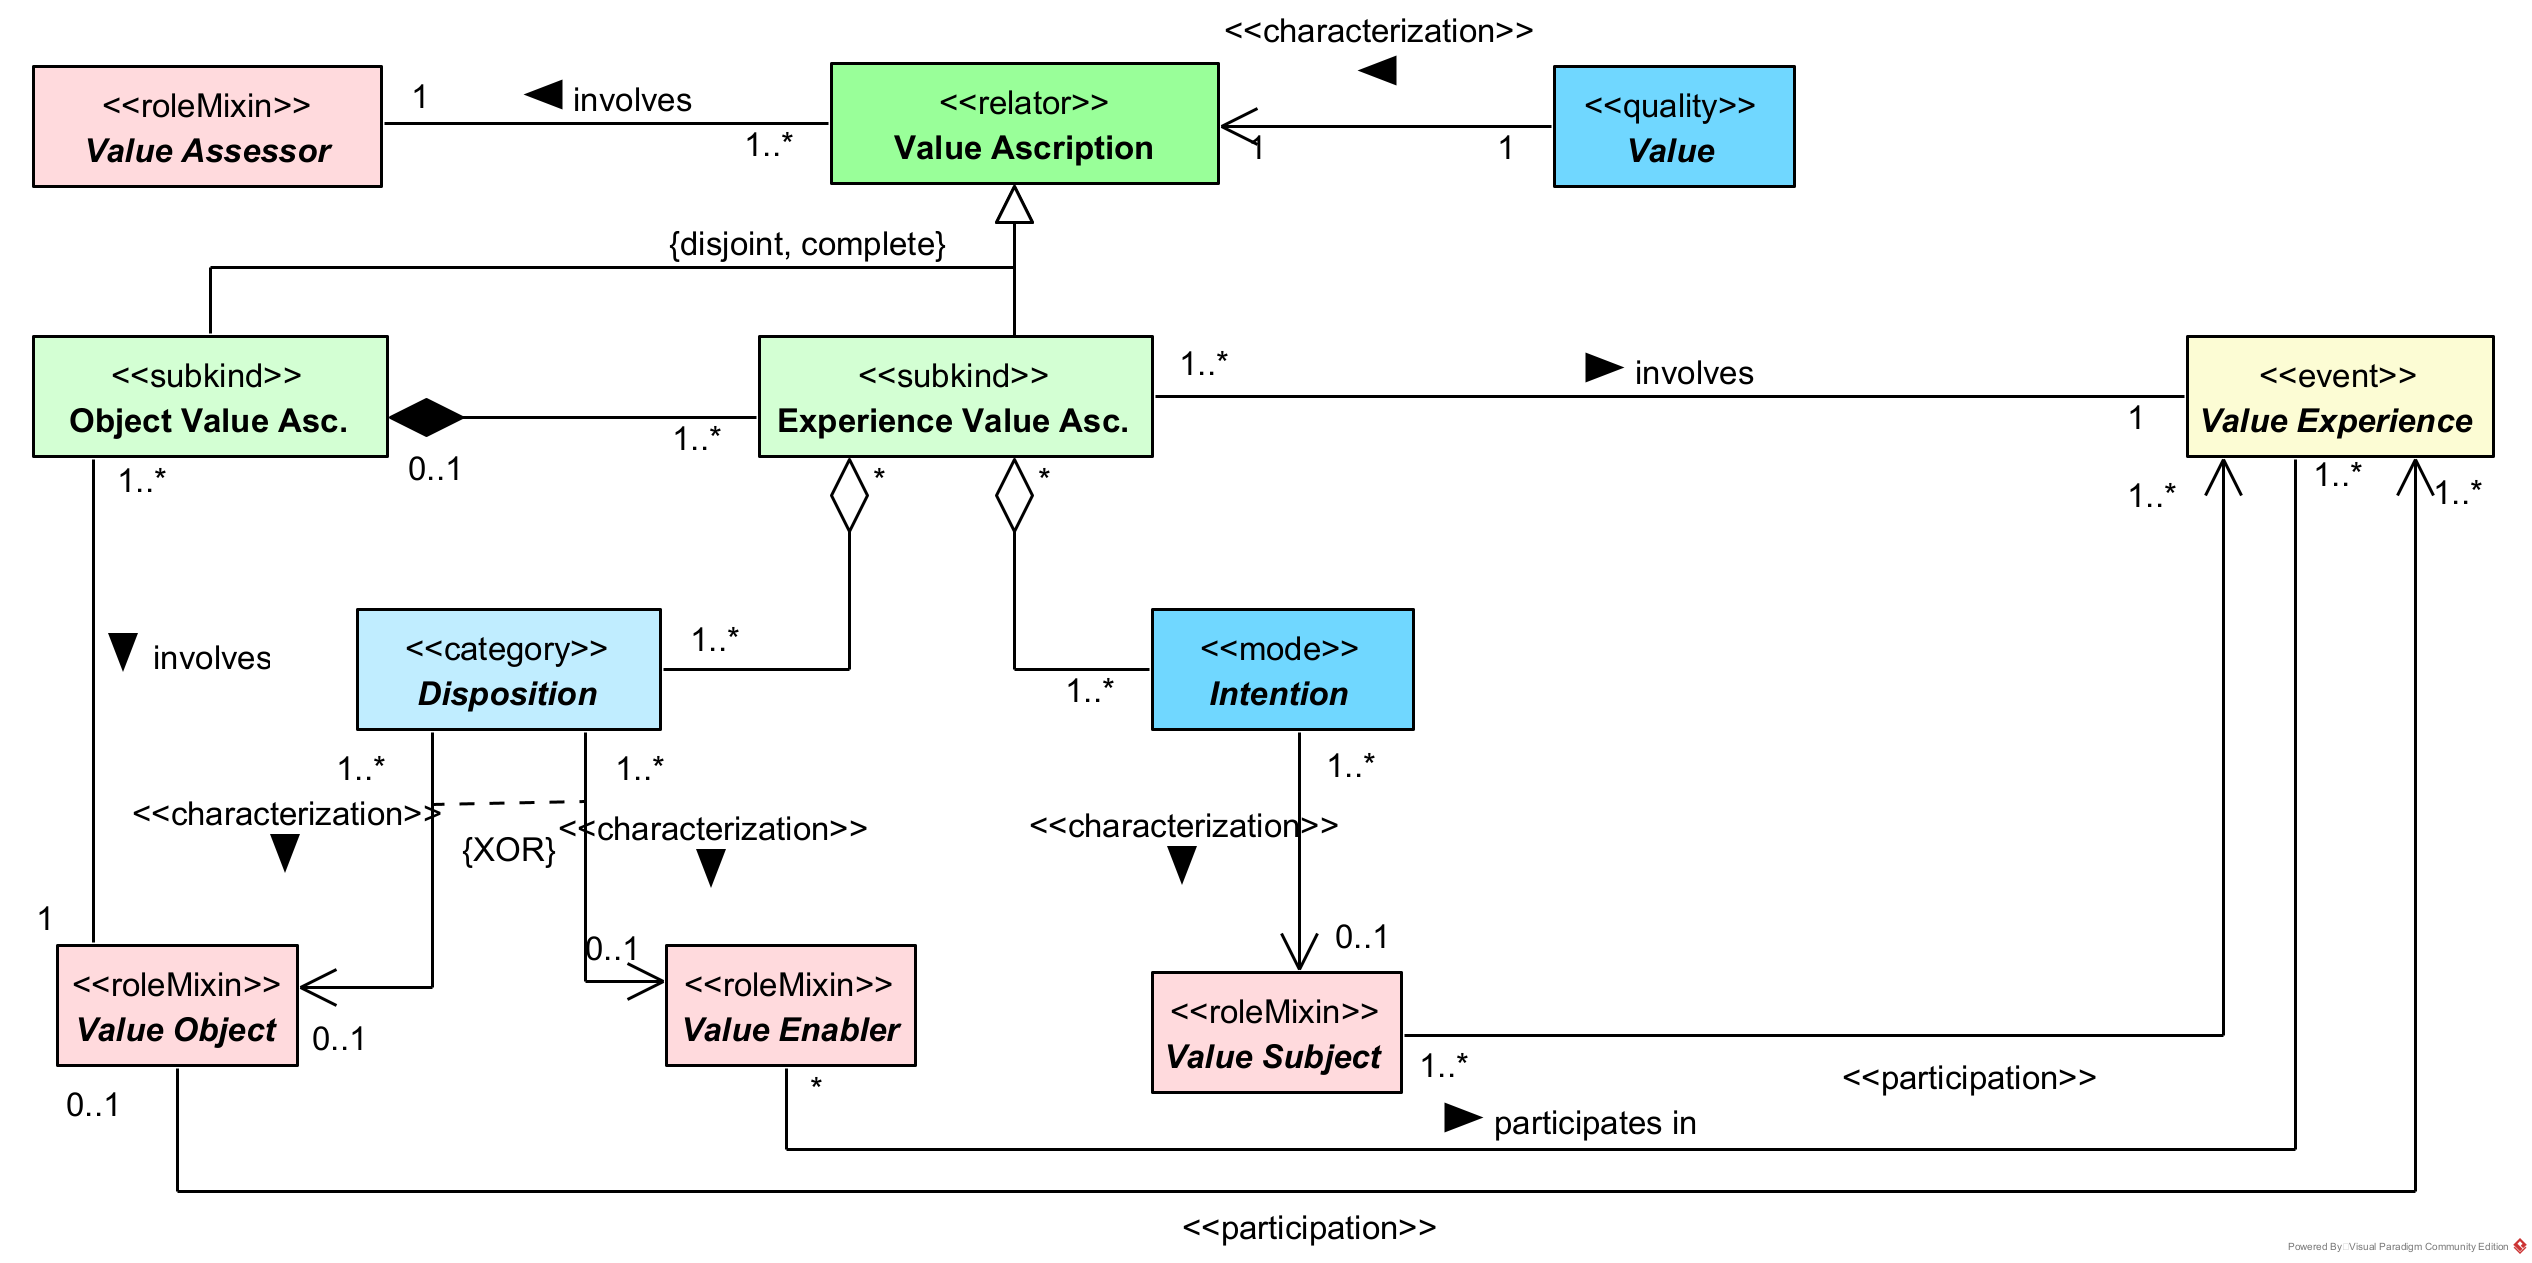 <<characterization>>
<<roleMixin>>
Value Assessor
1
involves
1..*
<<relator>>
Value Ascription
1
1
<<quality>>
Value
{disjoint, complete}
<<subkind>>
Object Value Asc.
0..1
1..*
<<subkind>>
Experience Value Asc.
1..*
involves
1
<<event>>
Value Experience
1..*
*
*
1..*
1..*
1..*
involves
<<category>>
Disposition
1..*
1..*
<<mode>>
Intention
1..*
1..*
1..*
<<characterization>>
{XOR}
<<characterization>>
<<characterization>>
1
0..1
0..1
<<roleMixin>>
Value Object
0..1
<<roleMixin>>
Value Enabler
<<roleMixin>>
Value Subject
1..*
0..1
*
<<participation>>
participates in
<<participation>>
Powered By Visual Paradigm Community Edition